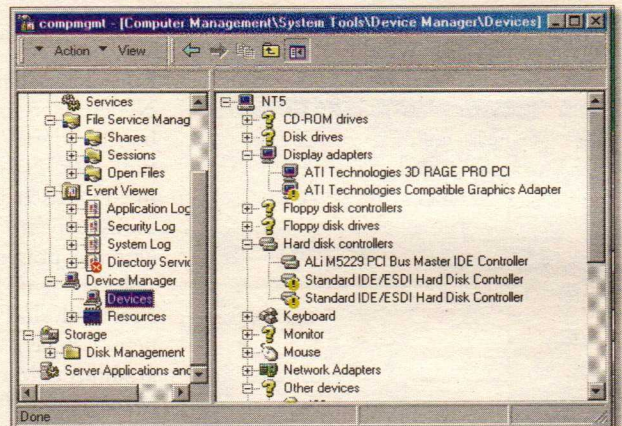 compmgmt - [Computer Management\System Tools\Device Manager\Devices]
Action View
Services
File Service Manag
Shares
Sessions
Open Files
Event Viewer
Application Log
Security Log
System Log
Directory Servic
Device Manager
Devices
Resources
Storage
Disk Management
Server Applications and
NT5
CD-ROM drives
Disk drives
Display adapters
ATI Technologies 3D RAGE PRO PCI
ATI Technologies Compatible Graphics Adapter
Floppy disk controllers
Floppy disk drives
Hard disk controllers
ALi M5229 PCI Bus Master IDE Controller
Standard IDE/ESDI Hard Disk Controller
Standard IDE/ESDI Hard Disk Controller
Keyboard
Monitor
Mouse
Network Adapters
Other devices
Done